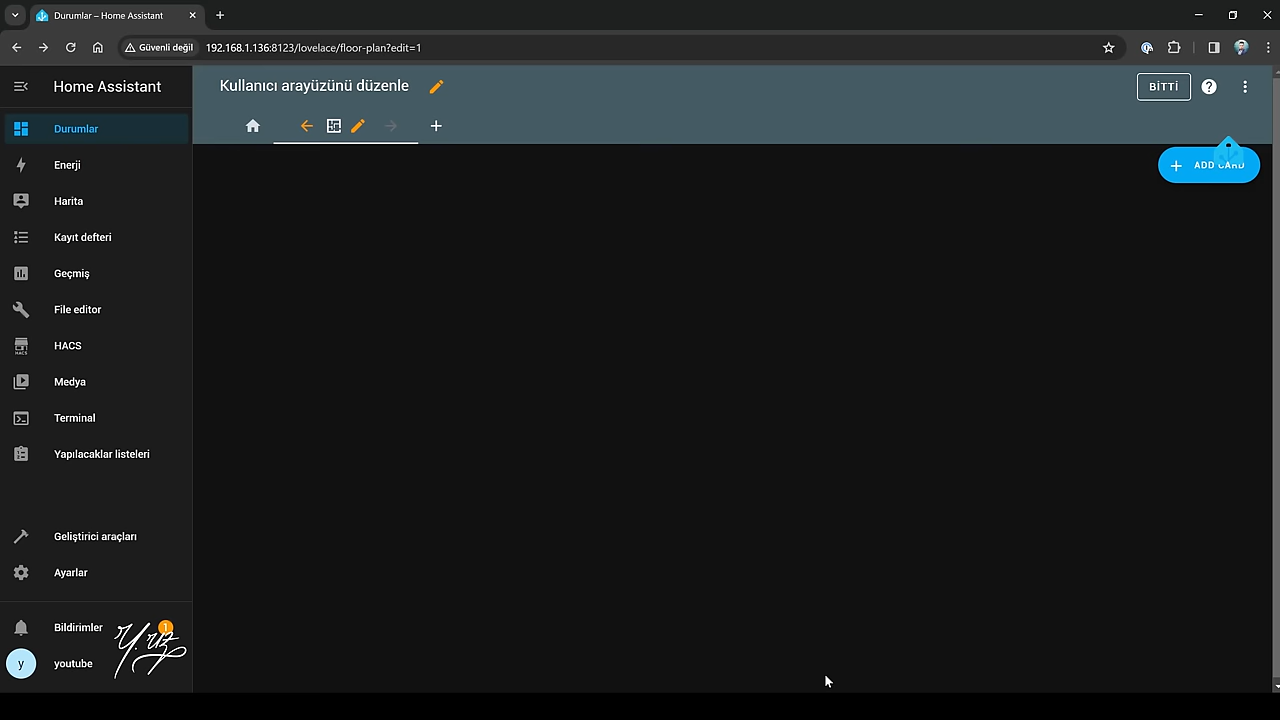 Durumlar – Home Assistant
Güvenli değil
192.168.1.136:8123/lovelace/floor-plan?edit=1
Home Assistant
Kullanıcı arayüzünü düzenle
BİTTİ
Durumlar
ADD CARD
Enerji
Harita
Kayıt defteri
Geçmiş
File editor
HACS
HACS
Medya
Terminal
Yapılacaklar listeleri
Geliştirici araçları
Ayarlar
Bildirimler
1
Y.uz
y
youtube